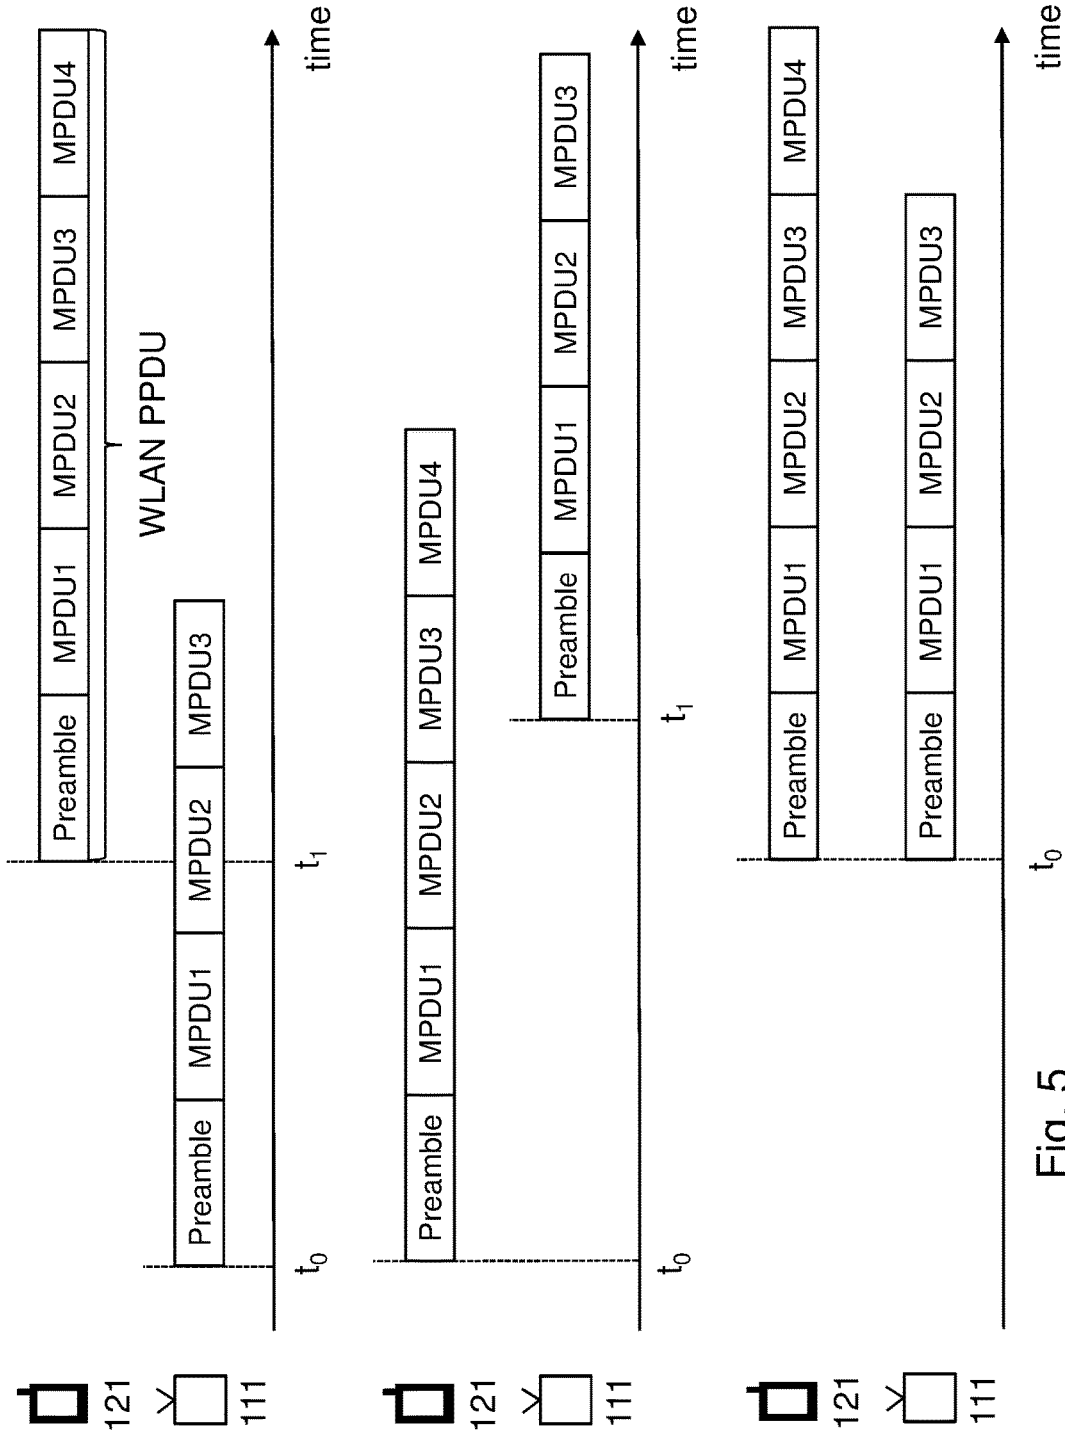 121
Preamble MPDU1 MPDU2 MPDU3 MPDU4
WLAN PPDU
111
Preamble MPDU1 MPDU2 MPDU3
t0 t1 time
121
Preamble MPDU1 MPDU2 MPDU3 MPDU4
111
Preamble MPDU1 MPDU2 MPDU3
t0 t1 time
121
Preamble MPDU1 MPDU2 MPDU3 MPDU4
111
Preamble MPDU1 MPDU2 MPDU3
t0 time
Fig. 5